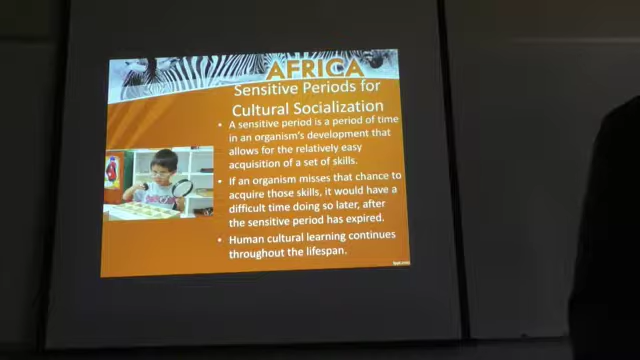 AFRICA
Sensitive Periods for
Cultural Socialization
• A sensitive period is a period of time
in an organism's development that
allows for the relatively easy
acquisition of a set of skills.
• If an organism misses that chance to
acquire those skills, it would have a
difficult time doing so later, after
the sensitive period has expired.
• Human cultural learning continues
throughout the lifespan.